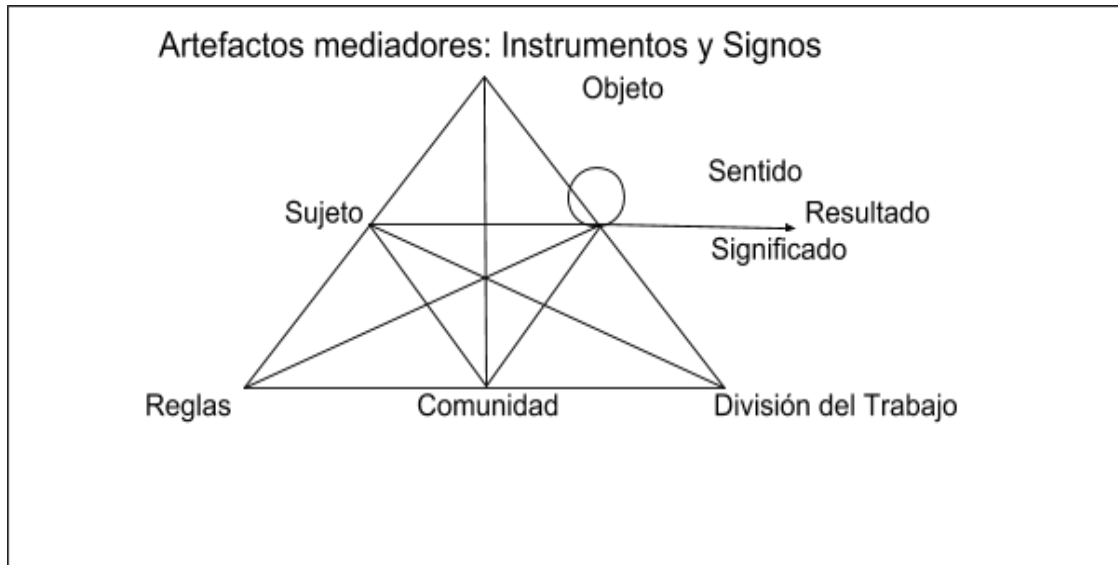 Artefactos mediadores: Instrumentos y Signos
Objeto
Sentido
Sujeto
Resultado
Significado
Reglas
Comunidad
División del Trabajo